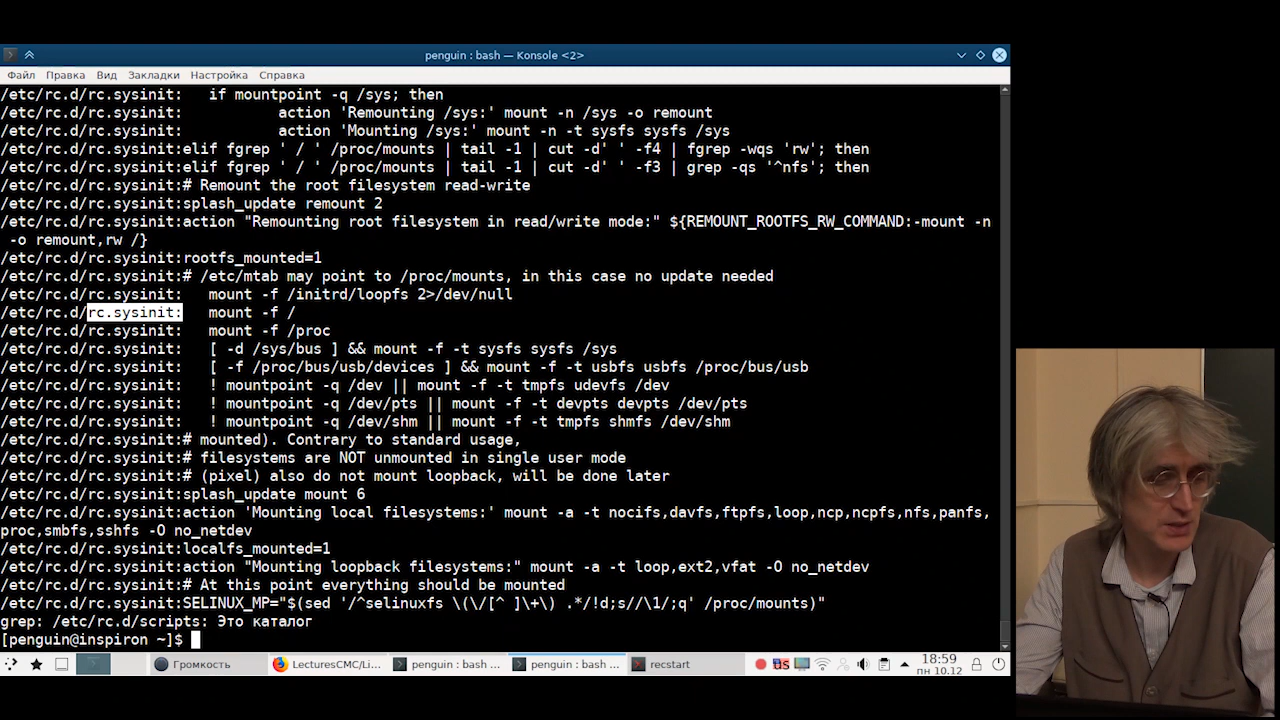 penguin : bash — Konsole <2>
Файл Правка Вид Закладки Настройка Справка
/etc/rc.d/rc.sysinit:   if mountpoint -q /sys; then
/etc/rc.d/rc.sysinit:           action 'Remounting /sys:' mount -n /sys -o remount
/etc/rc.d/rc.sysinit:           action 'Mounting /sys:' mount -n -t sysfs sysfs /sys
/etc/rc.d/rc.sysinit:elif fgrep ' / ' /proc/mounts | tail -1 | cut -d' ' -f4 | fgrep -wqs 'rw'; then
/etc/rc.d/rc.sysinit:elif fgrep ' / ' /proc/mounts | tail -1 | cut -d' ' -f3 | grep -qs '^nfs'; then
/etc/rc.d/rc.sysinit:# Remount the root filesystem read-write
/etc/rc.d/rc.sysinit:splash_update remount 2
/etc/rc.d/rc.sysinit:action "Remounting root filesystem in read/write mode:" ${REMOUNT_ROOTFS_RW_COMMAND:-mount -n
 -o remount,rw /}
/etc/rc.d/rc.sysinit:rootfs_mounted=1
/etc/rc.d/rc.sysinit:# /etc/mtab may point to /proc/mounts, in this case no update needed
/etc/rc.d/rc.sysinit:   mount -f /initrd/loopfs 2>/dev/null
/etc/rc.d/rc.sysinit:   mount -f /
/etc/rc.d/rc.sysinit:   mount -f /proc
/etc/rc.d/rc.sysinit:   [ -d /sys/bus ] && mount -f -t sysfs sysfs /sys
/etc/rc.d/rc.sysinit:   [ -f /proc/bus/usb/devices ] && mount -f -t usbfs usbfs /proc/bus/usb
/etc/rc.d/rc.sysinit:   ! mountpoint -q /dev || mount -f -t tmpfs udevfs /dev
/etc/rc.d/rc.sysinit:   ! mountpoint -q /dev/pts || mount -f -t devpts devpts /dev/pts
/etc/rc.d/rc.sysinit:   ! mountpoint -q /dev/shm || mount -f -t tmpfs shmfs /dev/shm
/etc/rc.d/rc.sysinit:# mounted). Contrary to standard usage,
/etc/rc.d/rc.sysinit:# filesystems are NOT unmounted in single user mode
/etc/rc.d/rc.sysinit:# (pixel) also do not mount loopback, will be done later
/etc/rc.d/rc.sysinit:splash_update mount 6
/etc/rc.d/rc.sysinit:action 'Mounting local filesystems:' mount -a -t nocifs,davfs,ftpfs,loop,ncp,ncpfs,nfs,panfs,
proc,smbfs,sshfs -O no_netdev
/etc/rc.d/rc.sysinit:localfs_mounted=1
/etc/rc.d/rc.sysinit:action "Mounting loopback filesystems:" mount -a -t loop,ext2,vfat -O no_netdev
/etc/rc.d/rc.sysinit:# At this point everything should be mounted
/etc/rc.d/rc.sysinit:SELINUX_MP="$(sed '/^selinuxfs \(\/[^ ]\+\) .*/!d;s//\1/;q' /proc/mounts)"
grep: /etc/rc.d/scripts: Это каталог
[penguin@inspiron ~]$
Громкость LecturesCMC/Li... penguin : bash ... penguin : bash ... recstart us 18:59
пн 10.12